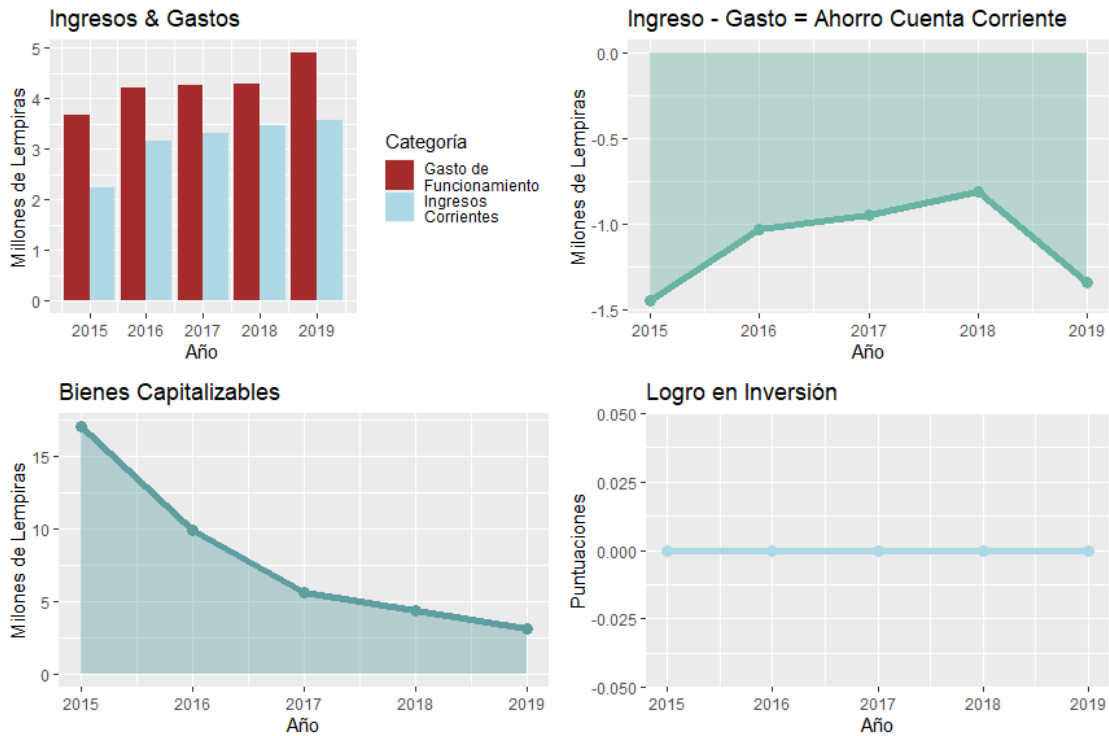 Ingresos & Gastos
Millones de Lempiras
5
4
3
2
1
0
2015 2016 2017 2018 2019
Año
Categoría
Gasto de
Funcionamiento
Ingresos
Corrientes
Ingreso - Gasto = Ahorro Cuenta Corriente
Milones de Lempiras
0.0
-0.5
-1.0
-1.5
2015 2016 2017 2018 2019
Año
Bienes Capitalizables
Milones de Lempiras
15
10
5
0
2015 2016 2017 2018 2019
Año
Logro en Inversión
Puntuaciones
0.050
0.025
0.000
-0.025
-0.050
2015 2016 2017 2018 2019
Año